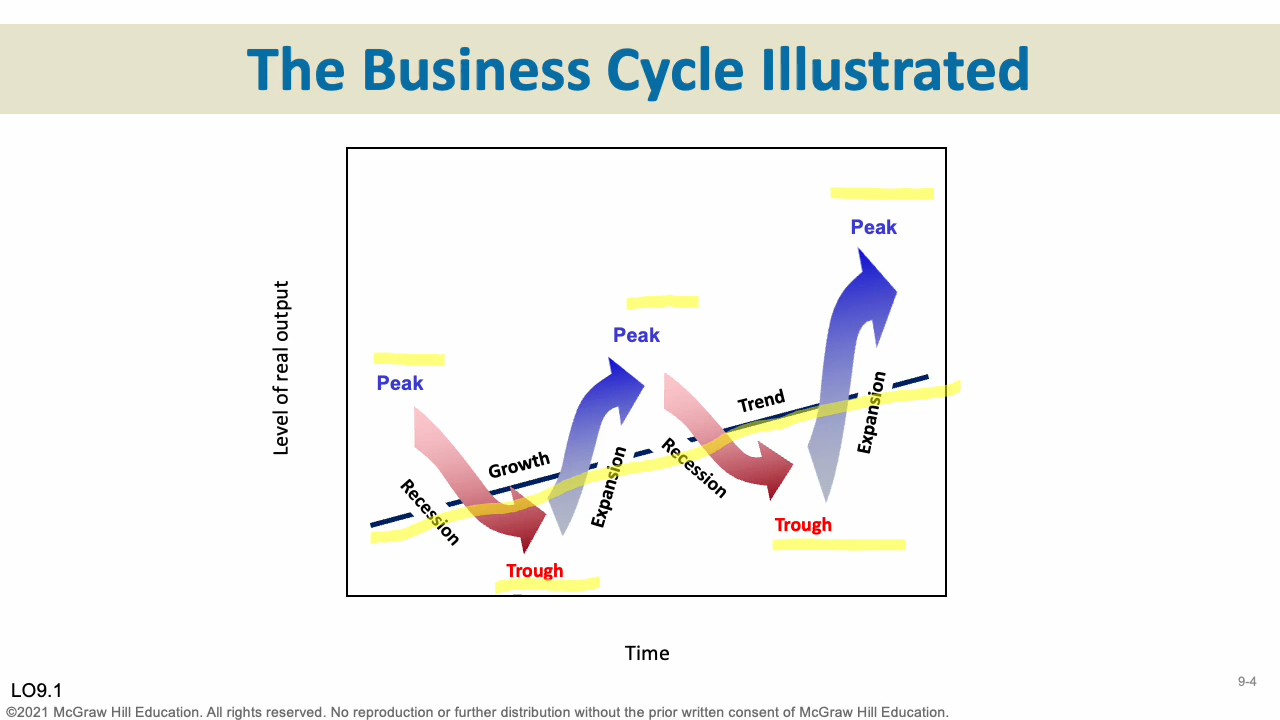 The Business Cycle Illustrated
Level of real output
Peak
Peak
Peak
Recession
Growth
Expansion
Recession
Trend
Expansion
Trough
Trough
Time
LO9.1
9-4
©2021 McGraw Hill Education. All rights reserved. No reproduction or further distribution without the prior written consent of McGraw Hill Education.